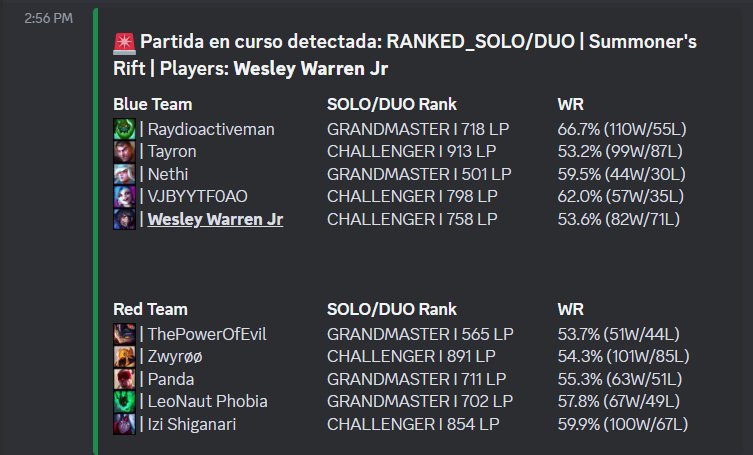 2:56 PM
🚨 Partida en curso detectada: RANKED_SOLO/DUO | Summoner's
Rift | Players: Wesley Warren Jr
Blue Team SOLO/DUO Rank WR
| Raydioactiveman GRANDMASTER I 718 LP 66.7% (110W/55L)
| Tayron CHALLENGER I 913 LP 53.2% (99W/87L)
| Nethi GRANDMASTER I 501 LP 59.5% (44W/30L)
| VJBYYTF0AO CHALLENGER I 798 LP 62.0% (57W/35L)
| Wesley Warren Jr CHALLENGER I 758 LP 53.6% (82W/71L)
Red Team SOLO/DUO Rank WR
| ThePowerOfEvil GRANDMASTER I 565 LP 53.7% (51W/44L)
| Zwyrøø CHALLENGER I 891 LP 54.3% (101W/85L)
| Panda GRANDMASTER I 711 LP 55.3% (63W/51L)
| LeoNaut Phobia GRANDMASTER I 702 LP 57.8% (67W/49L)
| Izi Shiganari CHALLENGER I 854 LP 59.9% (100W/67L)